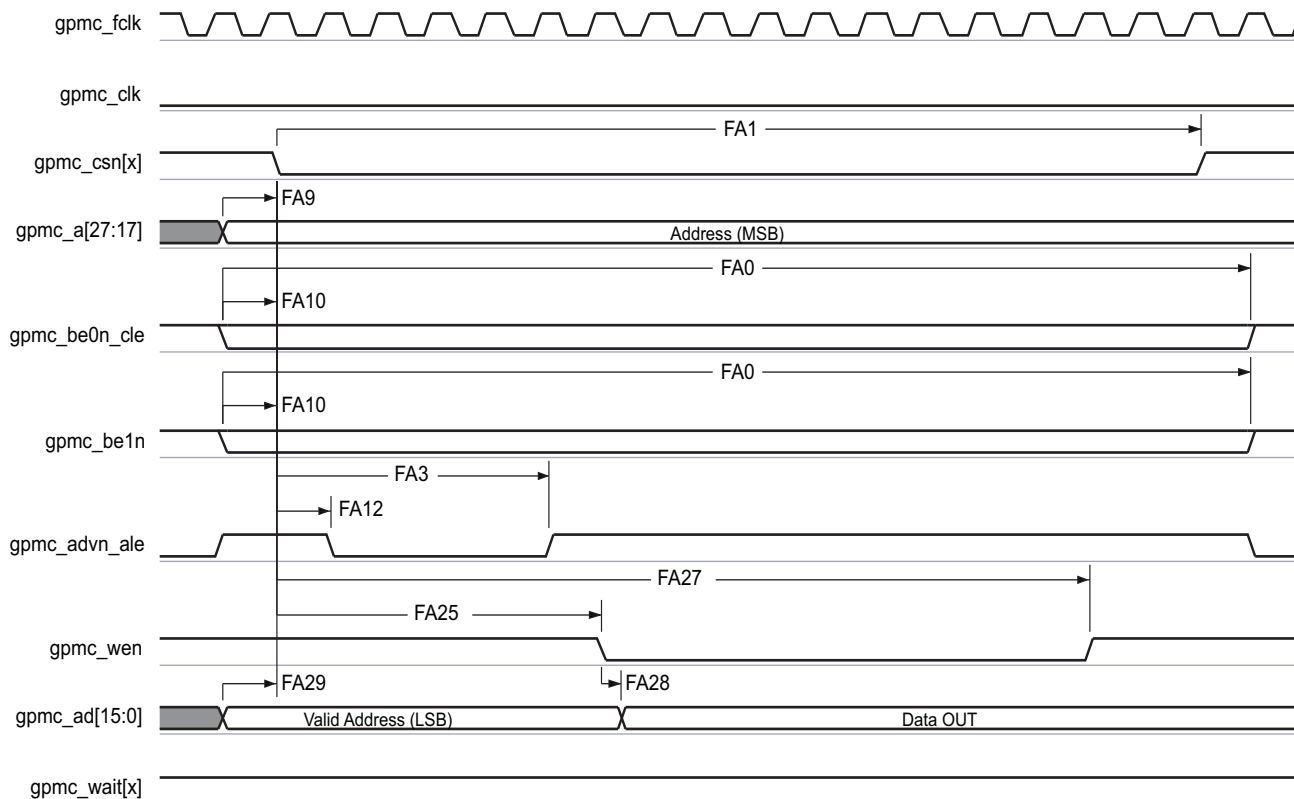 gpmc_fclk
gpmc_clk
FA1
gpmc_csn[x]
FA9
gpmc_a[27:17]
Address (MSB)
FA0
FA10
gpmc_be0n_cle
FA0
FA10
gpmc_be1n
FA3
FA12
gpmc_advn_ale
FA27
FA25
gpmc_wen
FA29
FA28
gpmc_ad[15:0]
Valid Address (LSB)
Data OUT
gpmc_wait[x]